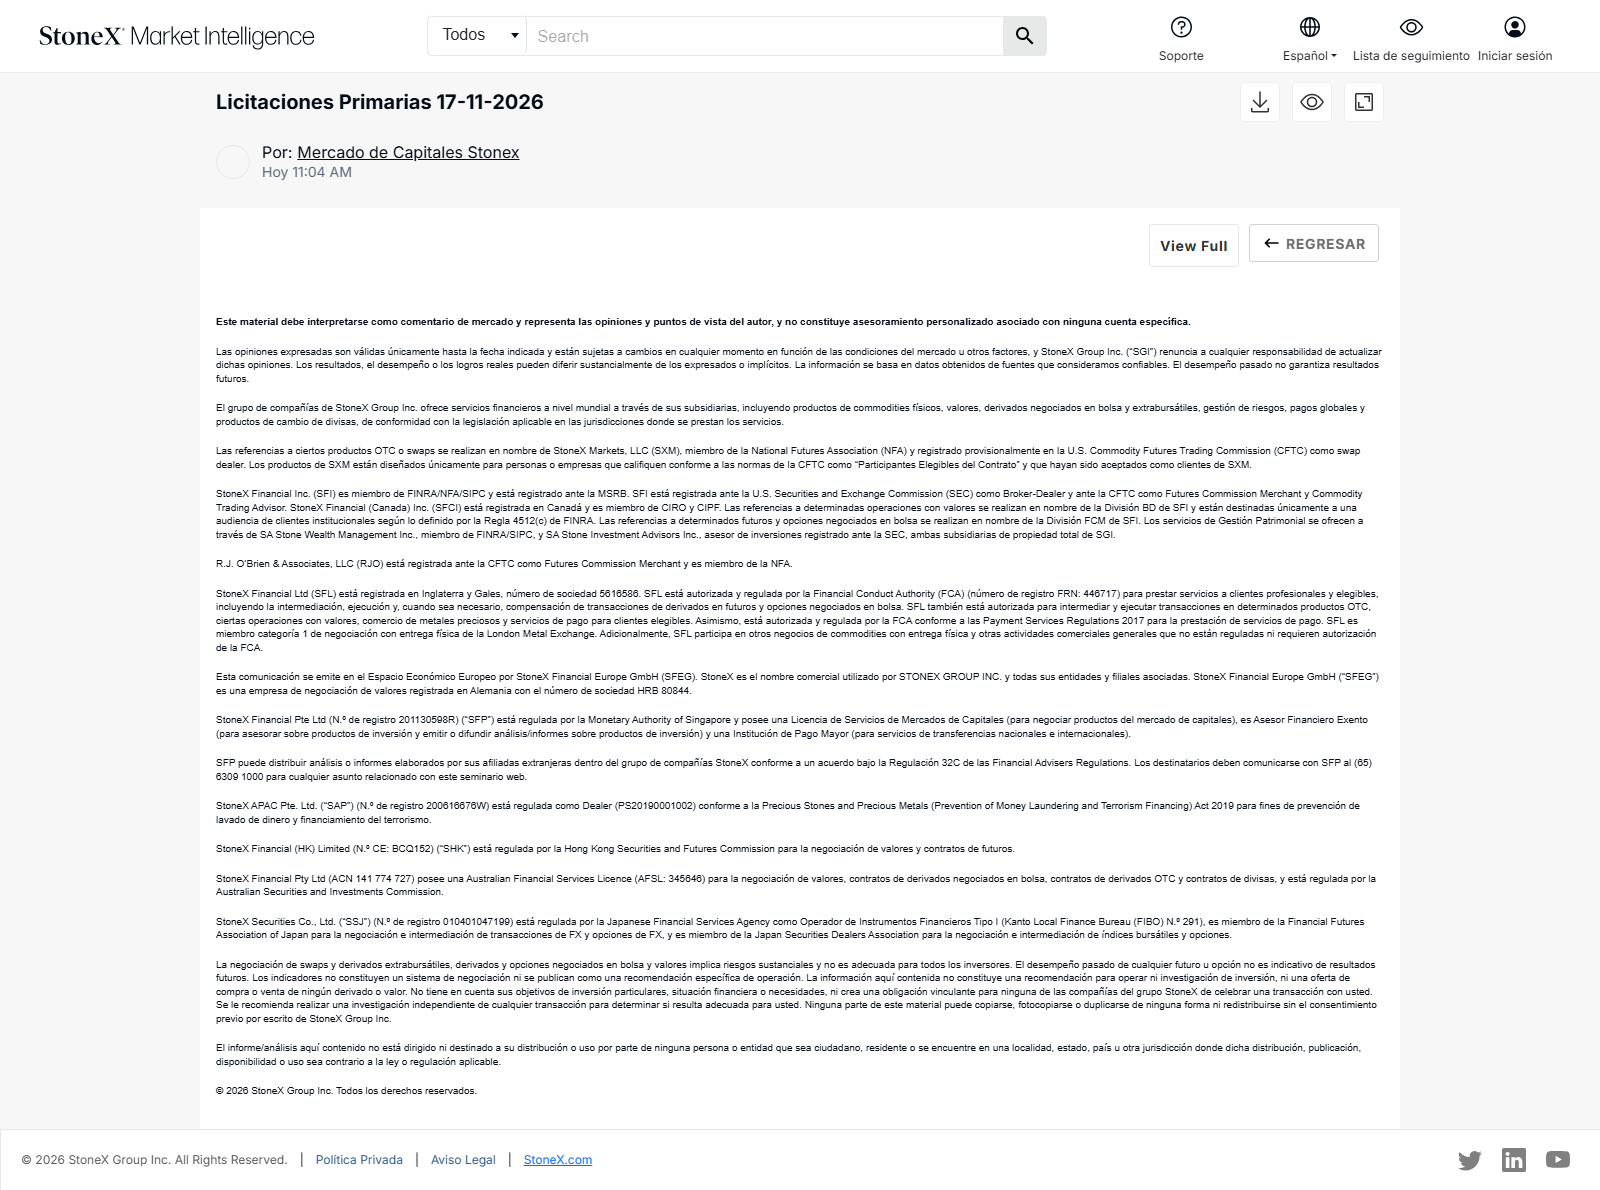 StoneX® Market Intelligence
Todos
Search
Soporte
Español
Lista de seguimiento
Iniciar sesión
Licitaciones Primarias 17-11-2026
Por: Mercado de Capitales Stonex
Hoy 11:04 AM
View Full
REGRESAR
Este material debe interpretarse como comentario de mercado y representa las opiniones y puntos de vista del autor, y no constituye asesoramiento personalizado asociado con ninguna cuenta específica.
Las opiniones expresadas son válidas únicamente hasta la fecha indicada y están sujetas a cambios en cualquier momento en función de las condiciones del mercado u otros factores, y StoneX Group Inc. (“SGI”) renuncia a cualquier responsabilidad de actualizar
dichas opiniones. Los resultados, el desempeño o los logros reales pueden diferir sustancialmente de los expresados o implícitos. La información se basa en datos obtenidos de fuentes que consideramos confiables. El desempeño pasado no garantiza resultados
futuros.
El grupo de compañías de StoneX Group Inc. ofrece servicios financieros a nivel mundial a través de sus subsidiarias, incluyendo productos de commodities físicos, valores, derivados negociados en bolsa y extrabursátiles, gestión de riesgos, pagos globales y
productos de cambio de divisas, de conformidad con la legislación aplicable en las jurisdicciones donde se prestan los servicios.
Las referencias a ciertos productos OTC o swaps se realizan en nombre de StoneX Markets, LLC (SXM), miembro de la National Futures Association (NFA) y registrado provisionalmente en la U.S. Commodity Futures Trading Commission (CFTC) como swap
dealer. Los productos de SXM están diseñados únicamente para personas o empresas que califiquen conforme a las normas de la CFTC como “Participantes Elegibles del Contrato” y que hayan sido aceptados como clientes de SXM.
StoneX Financial Inc. (SFI) es miembro de FINRA/NFA/SIPC y está registrado ante la MSRB. SFI está registrada ante la U.S. Securities and Exchange Commission (SEC) como Broker-Dealer y ante la CFTC como Futures Commission Merchant y Commodity
Trading Advisor. StoneX Financial (Canada) Inc. (SFCI) está registrada en Canadá y es miembro de CIRO y CIPF. Las referencias a determinadas operaciones con valores se realizan en nombre de la División BD de SFI y están destinadas únicamente a una
audiencia de clientes institucionales según lo definido por la Regla 4512(c) de FINRA. Las referencias a determinados futuros y opciones negociados en bolsa se realizan en nombre de la División FCM de SFI. Los servicios de Gestión Patrimonial se ofrecen a
través de SA Stone Wealth Management Inc., miembro de FINRA/SIPC, y SA Stone Investment Advisors Inc., asesor de inversiones registrado ante la SEC, ambas subsidiarias de propiedad total de SGI.
R.J. O’Brien & Associates, LLC (RJO) está registrada ante la CFTC como Futures Commission Merchant y es miembro de la NFA.
StoneX Financial Ltd (SFL) está registrada en Inglaterra y Gales, número de sociedad 5616586. SFL está autorizada y regulada por la Financial Conduct Authority (FCA) (número de registro FRN: 446717) para prestar servicios a clientes profesionales y elegibles,
incluyendo la intermediación, ejecución y, cuando sea necesario, compensación de transacciones de derivados en futuros y opciones negociados en bolsa. SFL también está autorizada para intermediar y ejecutar transacciones en determinados productos OTC,
ciertas operaciones con valores, comercio de metales preciosos y servicios de pago para clientes elegibles. Asimismo, está autorizada y regulada por la FCA conforme a las Payment Services Regulations 2017 para la prestación de servicios de pago. SFL es
miembro categoría 1 de negociación con entrega física de la London Metal Exchange. Adicionalmente, SFL participa en otros negocios de commodities con entrega física y otras actividades comerciales generales que no están reguladas ni requieren autorización
de la FCA.
Esta comunicación se emite en el Espacio Económico Europeo por StoneX Financial Europe GmbH (SFEG). StoneX es el nombre comercial utilizado por STONEX GROUP INC. y todas sus entidades y filiales asociadas. StoneX Financial Europe GmbH (“SFEG”)
es una empresa de negociación de valores registrada en Alemania con el número de sociedad HRB 80844.
StoneX Financial Pte Ltd (N.º de registro 201130598R) (“SFP”) está regulada por la Monetary Authority of Singapore y posee una Licencia de Servicios de Mercados de Capitales (para negociar productos del mercado de capitales), es Asesor Financiero Exento
(para asesorar sobre productos de inversión y emitir o difundir análisis/informes sobre productos de inversión) y una Institución de Pago Mayor (para servicios de transferencias nacionales e internacionales).
SFP puede distribuir análisis o informes elaborados por sus afiliadas extranjeras dentro del grupo de compañías StoneX conforme a un acuerdo bajo la Regulación 32C de las Financial Advisers Regulations. Los destinatarios deben comunicarse con SFP al (65)
6309 1000 para cualquier asunto relacionado con este seminario web.
StoneX APAC Pte. Ltd. (“SAP”) (N.º de registro 200616676W) está regulada como Dealer (PS20190001002) conforme a la Precious Stones and Precious Metals (Prevention of Money Laundering and Terrorism Financing) Act 2019 para fines de prevención de
lavado de dinero y financiamiento del terrorismo.
StoneX Financial (HK) Limited (N.º CE: BCQ152) (“SHK”) está regulada por la Hong Kong Securities and Futures Commission para la negociación de valores y contratos de futuros.
StoneX Financial Pty Ltd (ACN 141 774 727) posee una Australian Financial Services Licence (AFSL: 345646) para la negociación de valores, contratos de derivados negociados en bolsa, contratos de derivados OTC y contratos de divisas, y está regulada por la
Australian Securities and Investments Commission.
StoneX Securities Co., Ltd. (“SSJ”) (N.º de registro 010401047199) está regulada por la Japanese Financial Services Agency como Operador de Instrumentos Financieros Tipo I (Kanto Local Finance Bureau (FIBO) N.º 291), es miembro de la Financial Futures
Association of Japan para la negociación e intermediación de transacciones de FX y opciones de FX, y es miembro de la Japan Securities Dealers Association para la negociación e intermediación de índices bursátiles y opciones.
La negociación de swaps y derivados extrabursátiles, derivados y opciones negociados en bolsa y valores implica riesgos sustanciales y no es adecuada para todos los inversores. El desempeño pasado de cualquier futuro u opción no es indicativo de resultados
futuros. Los indicadores no constituyen un sistema de negociación ni se publican como una recomendación específica de operación. La información aquí contenida no constituye una recomendación para operar ni investigación de inversión, ni una oferta de
compra o venta de ningún derivado o valor. No tiene en cuenta sus objetivos de inversión particulares, situación financiera o necesidades, ni crea una obligación vinculante para ninguna de las compañías del grupo StoneX de celebrar una transacción con usted.
Se le recomienda realizar una investigación independiente de cualquier transacción para determinar si resulta adecuada para usted. Ninguna parte de este material puede copiarse, fotocopiarse o duplicarse de ninguna forma ni redistribuirse sin el consentimiento
previo por escrito de StoneX Group Inc.
El informe/análisis aquí contenido no está dirigido ni destinado a su distribución o uso por parte de ninguna persona o entidad que sea ciudadano, residente o se encuentre en una localidad, estado, país u otra jurisdicción donde dicha distribución, publicación,
disponibilidad o uso sea contrario a la ley o regulación aplicable.
© 2026 StoneX Group Inc. Todos los derechos reservados.
© 2026 StoneX Group Inc. All Rights Reserved. | Política Privada | Aviso Legal | StoneX.com